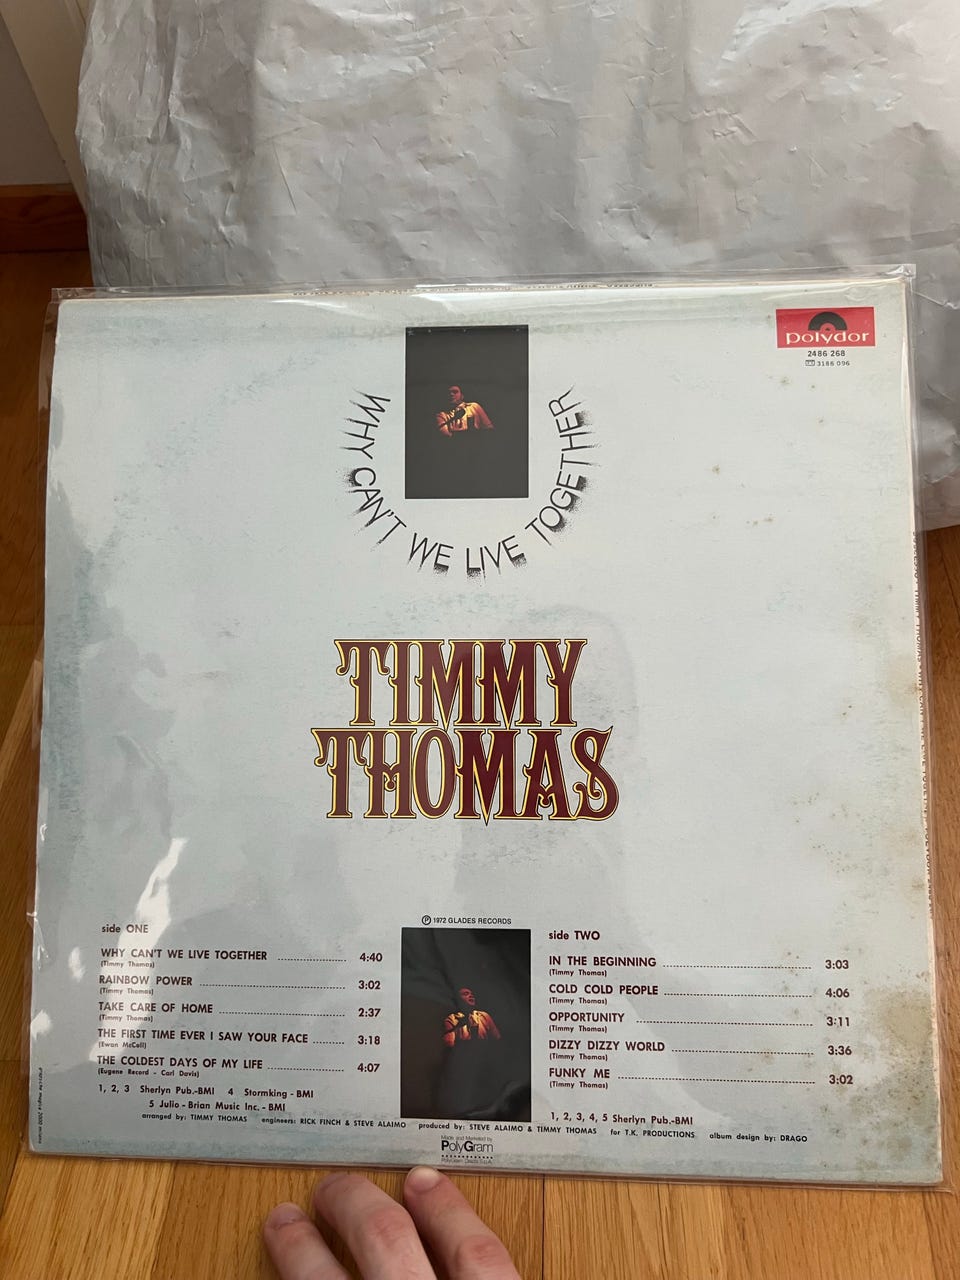 polydor
2486 268
3186 096
WHY CAN'T WE LIVE TOGETHER
TIMMY
THOMAS
℗ 1972 GLADES RECORDS
side ONE
WHY CAN'T WE LIVE TOGETHER 4:40
(Timmy Thomas)
RAINBOW POWER 3:02
(Timmy Thomas)
TAKE CARE OF HOME 2:37
(Timmy Thomas)
THE FIRST TIME EVER I SAW YOUR FACE 3:18
(Ewan McColl)
THE COLDEST DAYS OF MY LIFE 4:07
(Eugene Record - Carl Davis)
1, 2, 3 Sherlyn Pub.-BMI 4 Stormking - BMI
5 Julio - Brian Music Inc. - BMI
side TWO
IN THE BEGINNING 3:03
(Timmy Thomas)
COLD COLD PEOPLE 4:06
(Timmy Thomas)
OPPORTUNITY 3:11
(Timmy Thomas)
DIZZY DIZZY WORLD 3:36
(Timmy Thomas)
FUNKY ME 3:02
(Timmy Thomas)
1, 2, 3, 4, 5 Sherlyn Pub.-BMI
arranged by: TIMMY THOMAS engineers: RICK FINCH & STEVE ALAIMO produced by: STEVE ALAIMO & TIMMY THOMAS for T.K. PRODUCTIONS album design by: DRAGO
Made and Marketed by
PolyGram